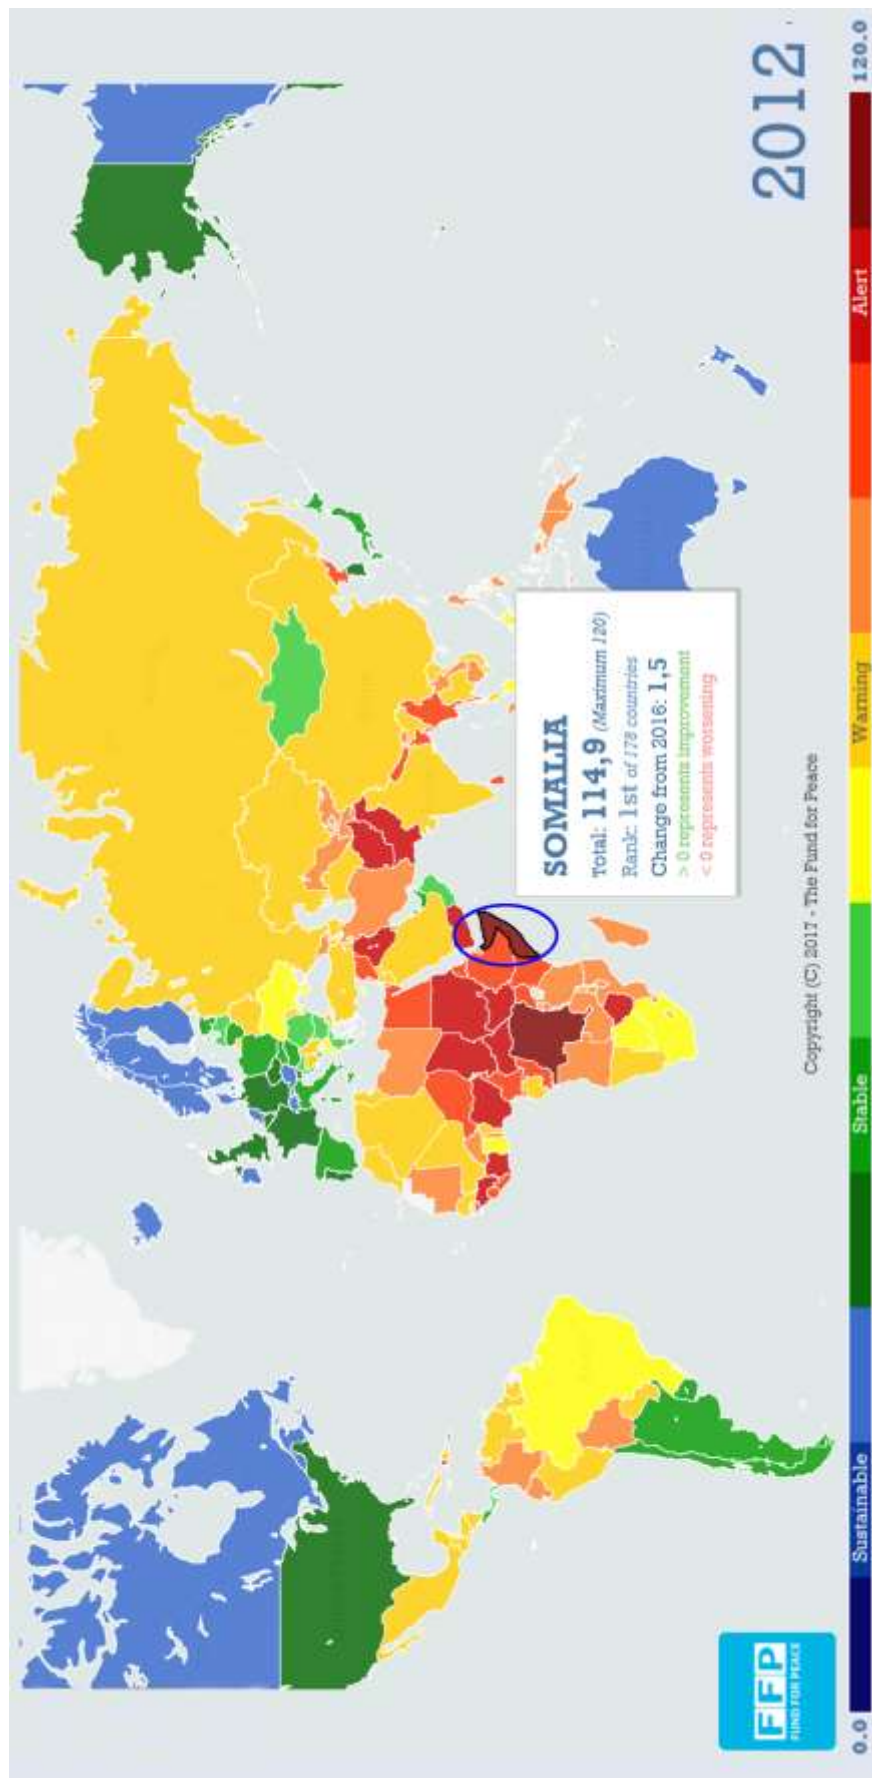 2012
SOMALIA
Total: 114,9 (Maximum 120)
Rank: 1st of 178 countries
Change from 2016: 1,5
> 0 represents improvement
< 0 represents worsening
Copyright (C) 2017 - The Fund for Peace
FFP
FUND FOR PEACE
0.0 Sustainable Stable Warning Alert 120.0